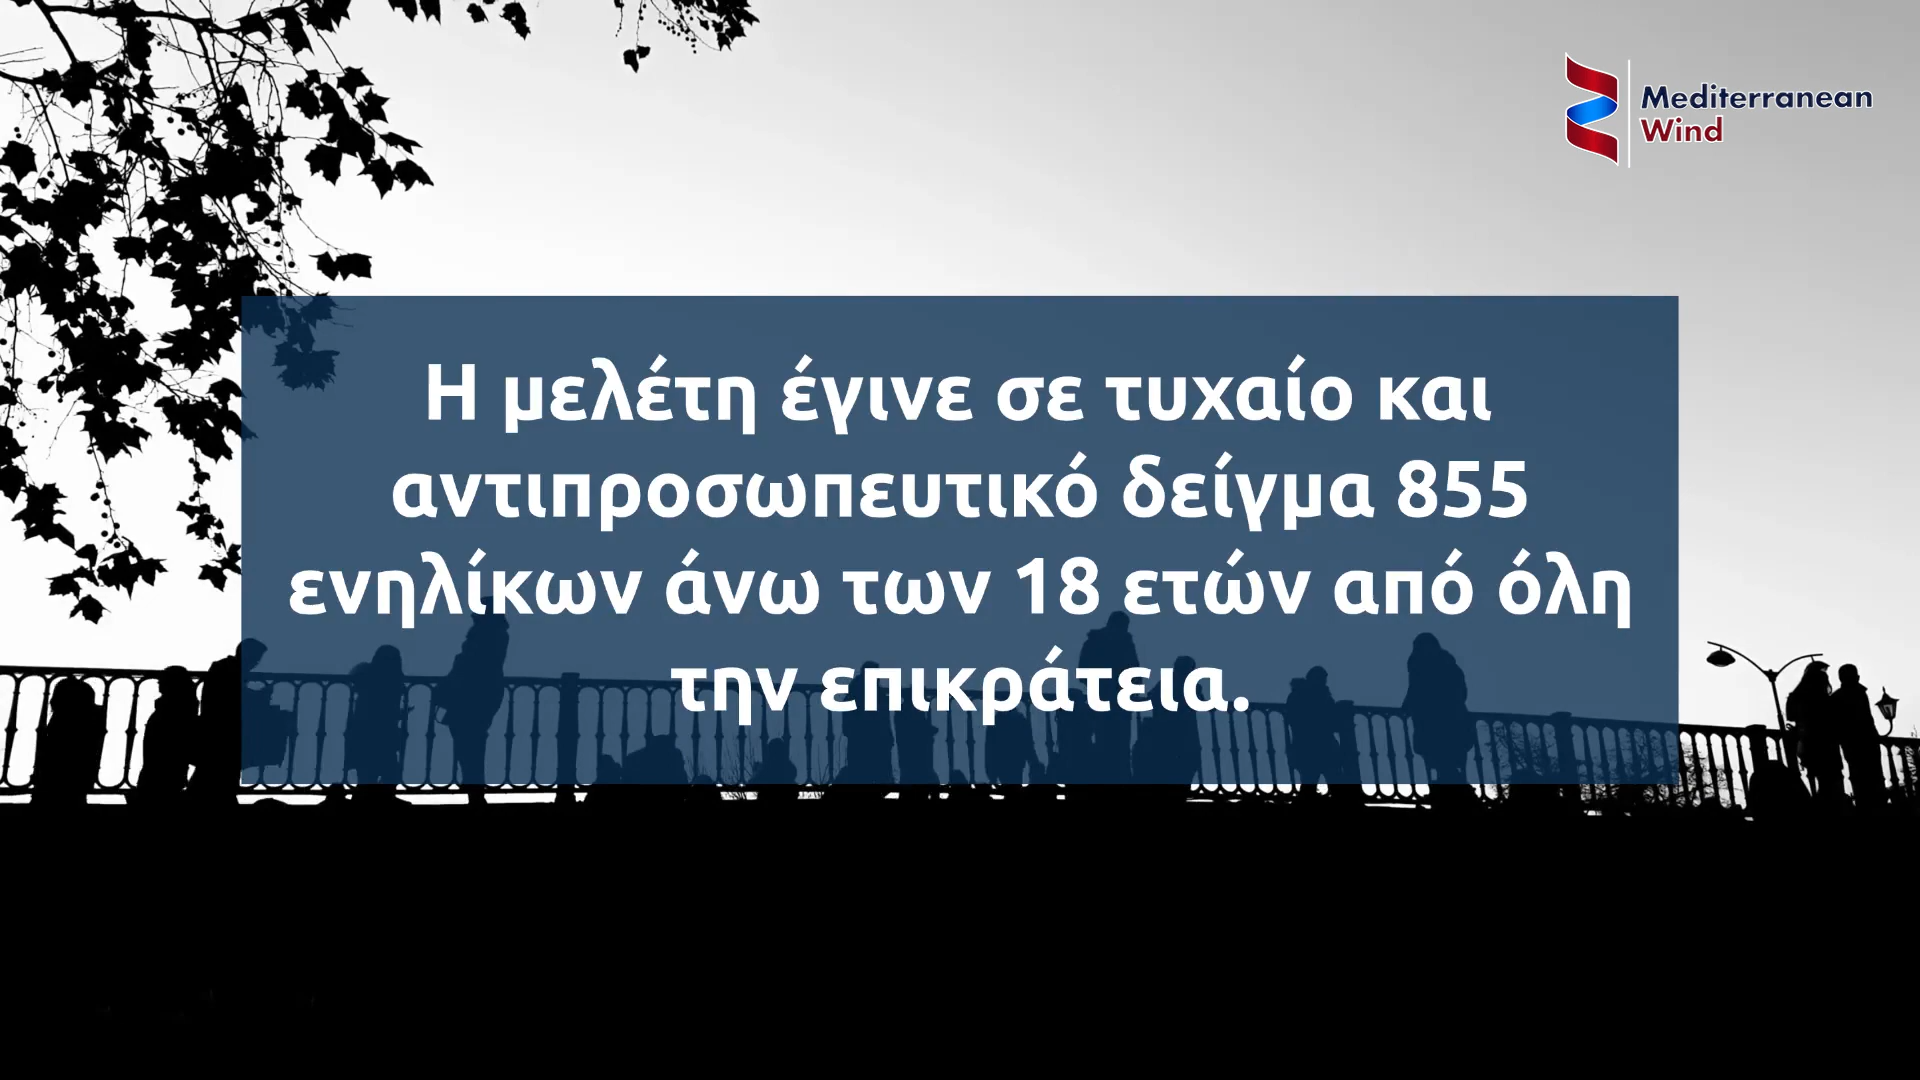 Mediterranean
Wind
Η μελέτη έγινε σε τυχαίο και
αντιπροσωπευτικό δείγμα 855
ενηλίκων άνω των 18 ετών από όλη
την επικράτεια.